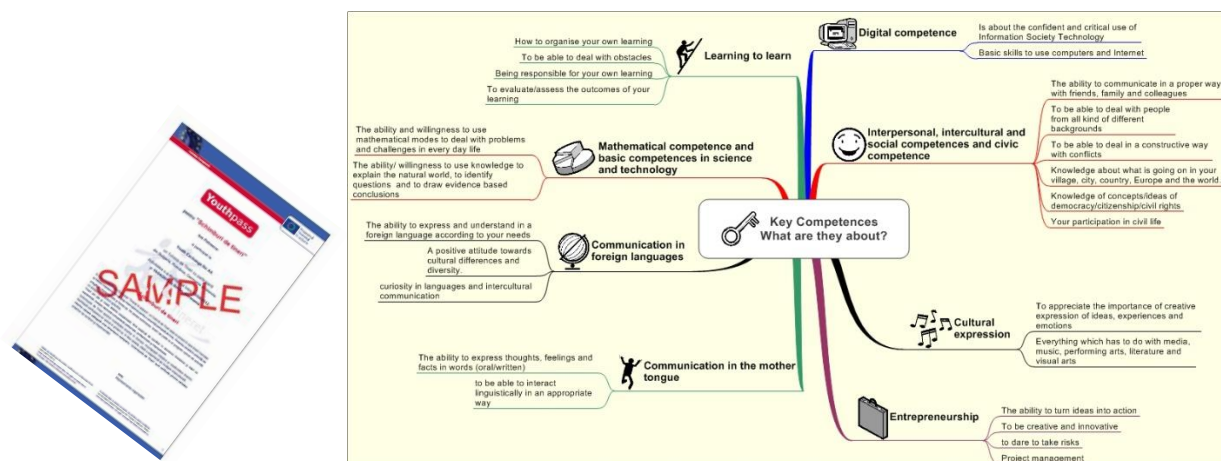 Youthpass
"Schimburi de tineri"
SAMPLE
How to organise your own learning
To be able to deal with obstacles
Being responsible for your own learning
To evaluate/assess the outcomes of your
learning
Learning to learn
The ability and willingness to use
mathematical modes to deal with problems
and challenges in every day life
The ability/ willingness to use knowledge to
explain the natural world, to identify
questions and to draw evidence based
conclusions
Mathematical competence and
basic competences in science
and technology
The ability to express and understand in a
foreign language according to your needs
A positive attitude towards
cultural differences and
diversity.
curiosity in languages and intercultural
communication
Communication in
foreign languages
The ability to express thoughts, feelings and
facts in words (oral/written)
to be able to interact
linguistically in an appropriate
way
Communication in the mother
tongue
Key Competences
What are they about?
Digital competence
Is about the confident and critical use of
Information Society Technology
Basic skills to use computers and Internet
Interpersonal, intercultural and
social competences and civic
competence
The ability to communicate in a proper way
with friends, family and colleagues
To be able to deal with people
from all kind of different
backgrounds
To be able to deal in a constructive way
with conflicts
Knowledge about what is going on in your
village, city, country, Europe and the world.
Knowledge of concepts/ideas of
democracy/citizenship/civil rights
Your participation in civil life
Cultural
expression
To appreciate the importance of creative
expression of ideas, experiences and
emotions
Everything which has to do with media,
music, performing arts, literature and
visual arts
Entrepreneurship
The ability to turn ideas into action
To be creative and innovative
to dare to take risks
Project management